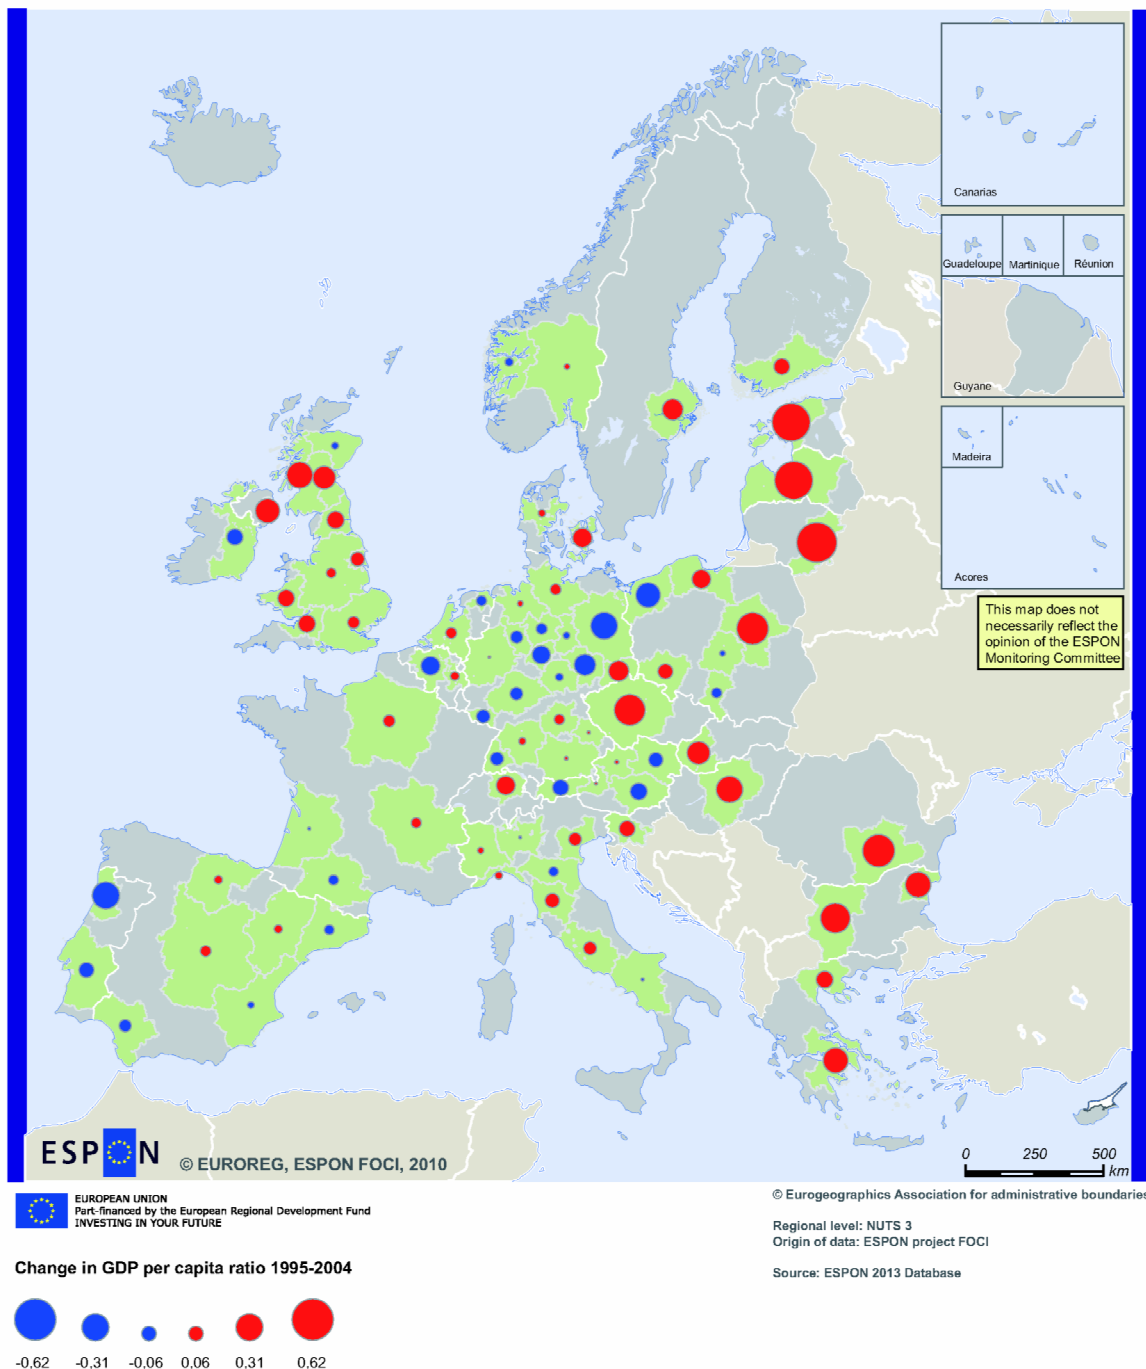 Canarias
Guadeloupe
Martinique
Réunion
Guyane
Madeira
Acores
This map does not
necessarily reflect the
opinion of the ESPON
Monitoring Committee
ESPON
© EUROREG, ESPON FOCI, 2010
0 250 500
km
EUROPEAN UNION
Part-financed by the European Regional Development Fund
INVESTING IN YOUR FUTURE
© Eurogeographics Association for administrative boundaries
Regional level: NUTS 3
Origin of data: ESPON project FOCI
Source: ESPON 2013 Database
Change in GDP per capita ratio 1995-2004
-0,62 -0,31 -0,06 0,06 0,31 0,62